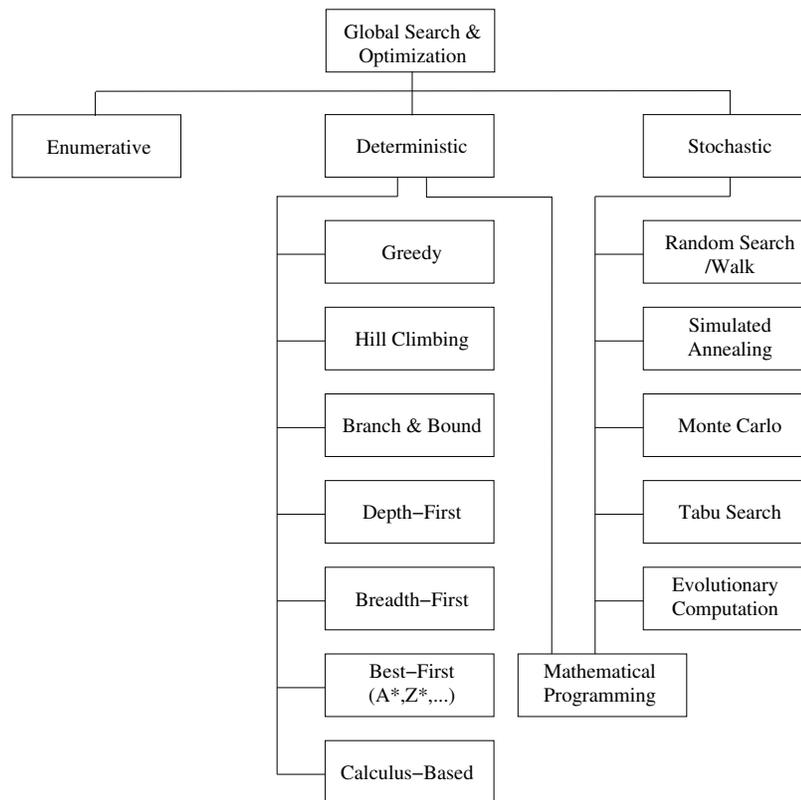 Global Search &
Optimization
Enumerative
Deterministic
Stochastic
Greedy
Random Search
/Walk
Hill Climbing
Simulated
Annealing
Branch & Bound
Monte Carlo
Depth−First
Tabu Search
Breadth−First
Evolutionary
Computation
Best−First
(A*,Z*,...)
Mathematical
Programming
Calculus−Based